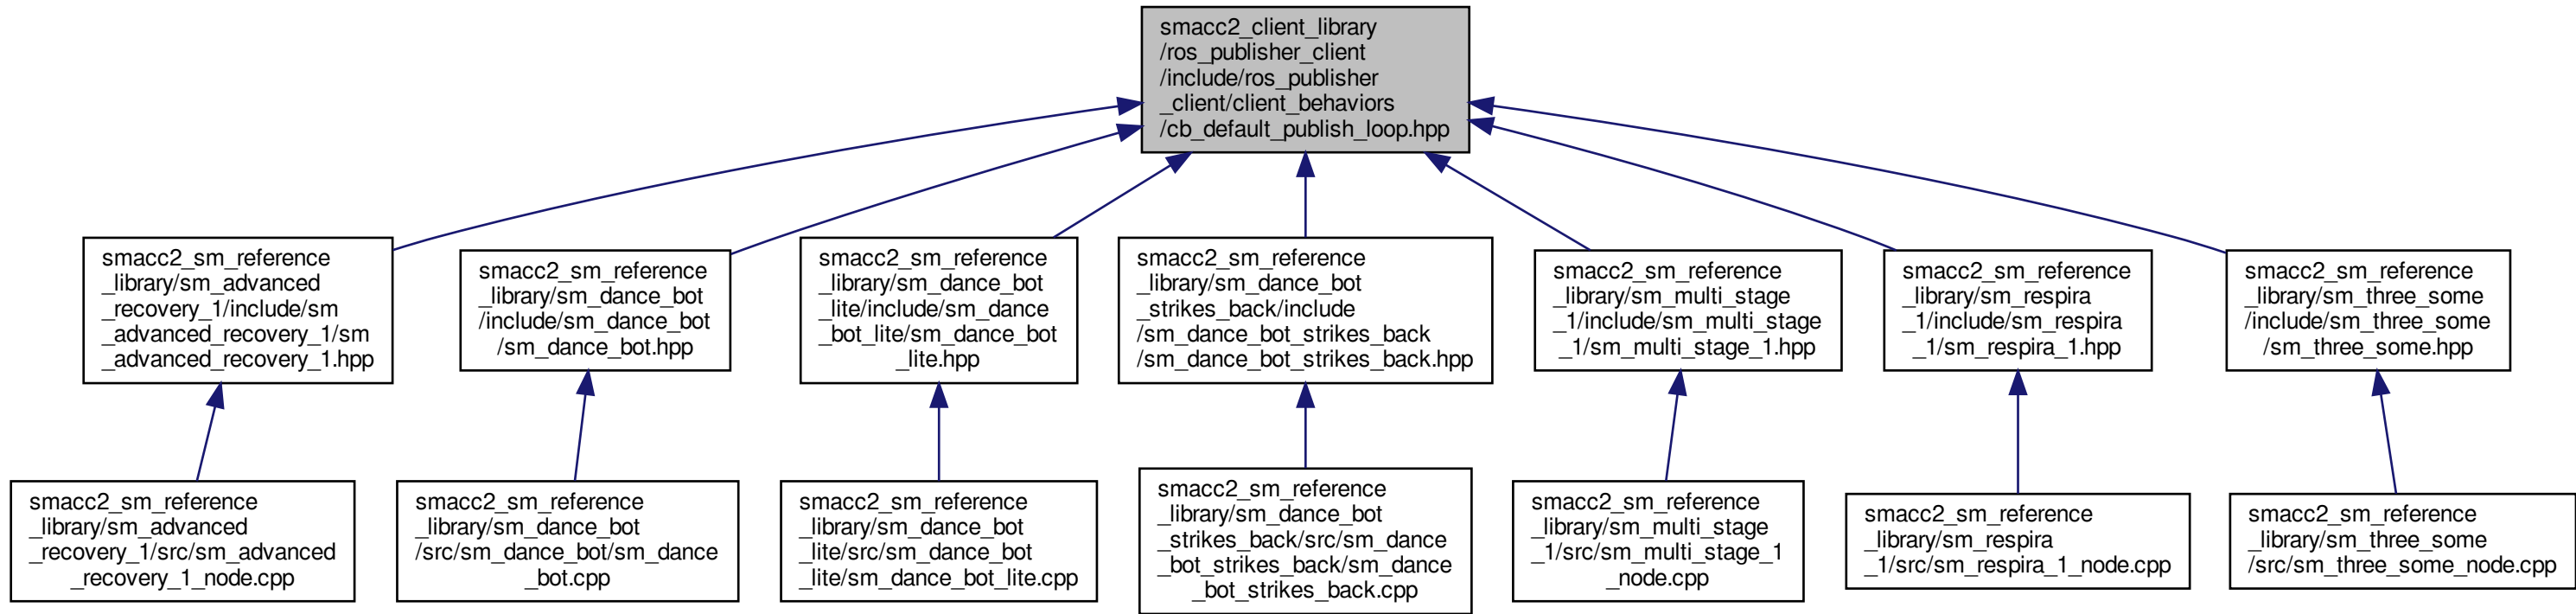 smacc2_client_library
/ros_publisher_client
/include/ros_publisher
_client/client_behaviors
/cb_default_publish_loop.hpp
smacc2_sm_reference
_library/sm_advanced
_recovery_1/include/sm
_advanced_recovery_1/sm
_advanced_recovery_1.hpp
smacc2_sm_reference
_library/sm_dance_bot
/include/sm_dance_bot
/sm_dance_bot.hpp
smacc2_sm_reference
_library/sm_dance_bot
_lite/include/sm_dance
_bot_lite/sm_dance_bot
_lite.hpp
smacc2_sm_reference
_library/sm_dance_bot
_strikes_back/include
/sm_dance_bot_strikes_back
/sm_dance_bot_strikes_back.hpp
smacc2_sm_reference
_library/sm_multi_stage
_1/include/sm_multi_stage
_1/sm_multi_stage_1.hpp
smacc2_sm_reference
_library/sm_respira
_1/include/sm_respira
_1/sm_respira_1.hpp
smacc2_sm_reference
_library/sm_three_some
/include/sm_three_some
/sm_three_some.hpp
smacc2_sm_reference
_library/sm_advanced
_recovery_1/src/sm_advanced
_recovery_1_node.cpp
smacc2_sm_reference
_library/sm_dance_bot
/src/sm_dance_bot/sm_dance
_bot.cpp
smacc2_sm_reference
_library/sm_dance_bot
_lite/src/sm_dance_bot
_lite/sm_dance_bot_lite.cpp
smacc2_sm_reference
_library/sm_dance_bot
_strikes_back/src/sm_dance
_bot_strikes_back/sm_dance
_bot_strikes_back.cpp
smacc2_sm_reference
_library/sm_multi_stage
_1/src/sm_multi_stage_1
_node.cpp
smacc2_sm_reference
_library/sm_respira
_1/src/sm_respira_1_node.cpp
smacc2_sm_reference
_library/sm_three_some
/src/sm_three_some_node.cpp